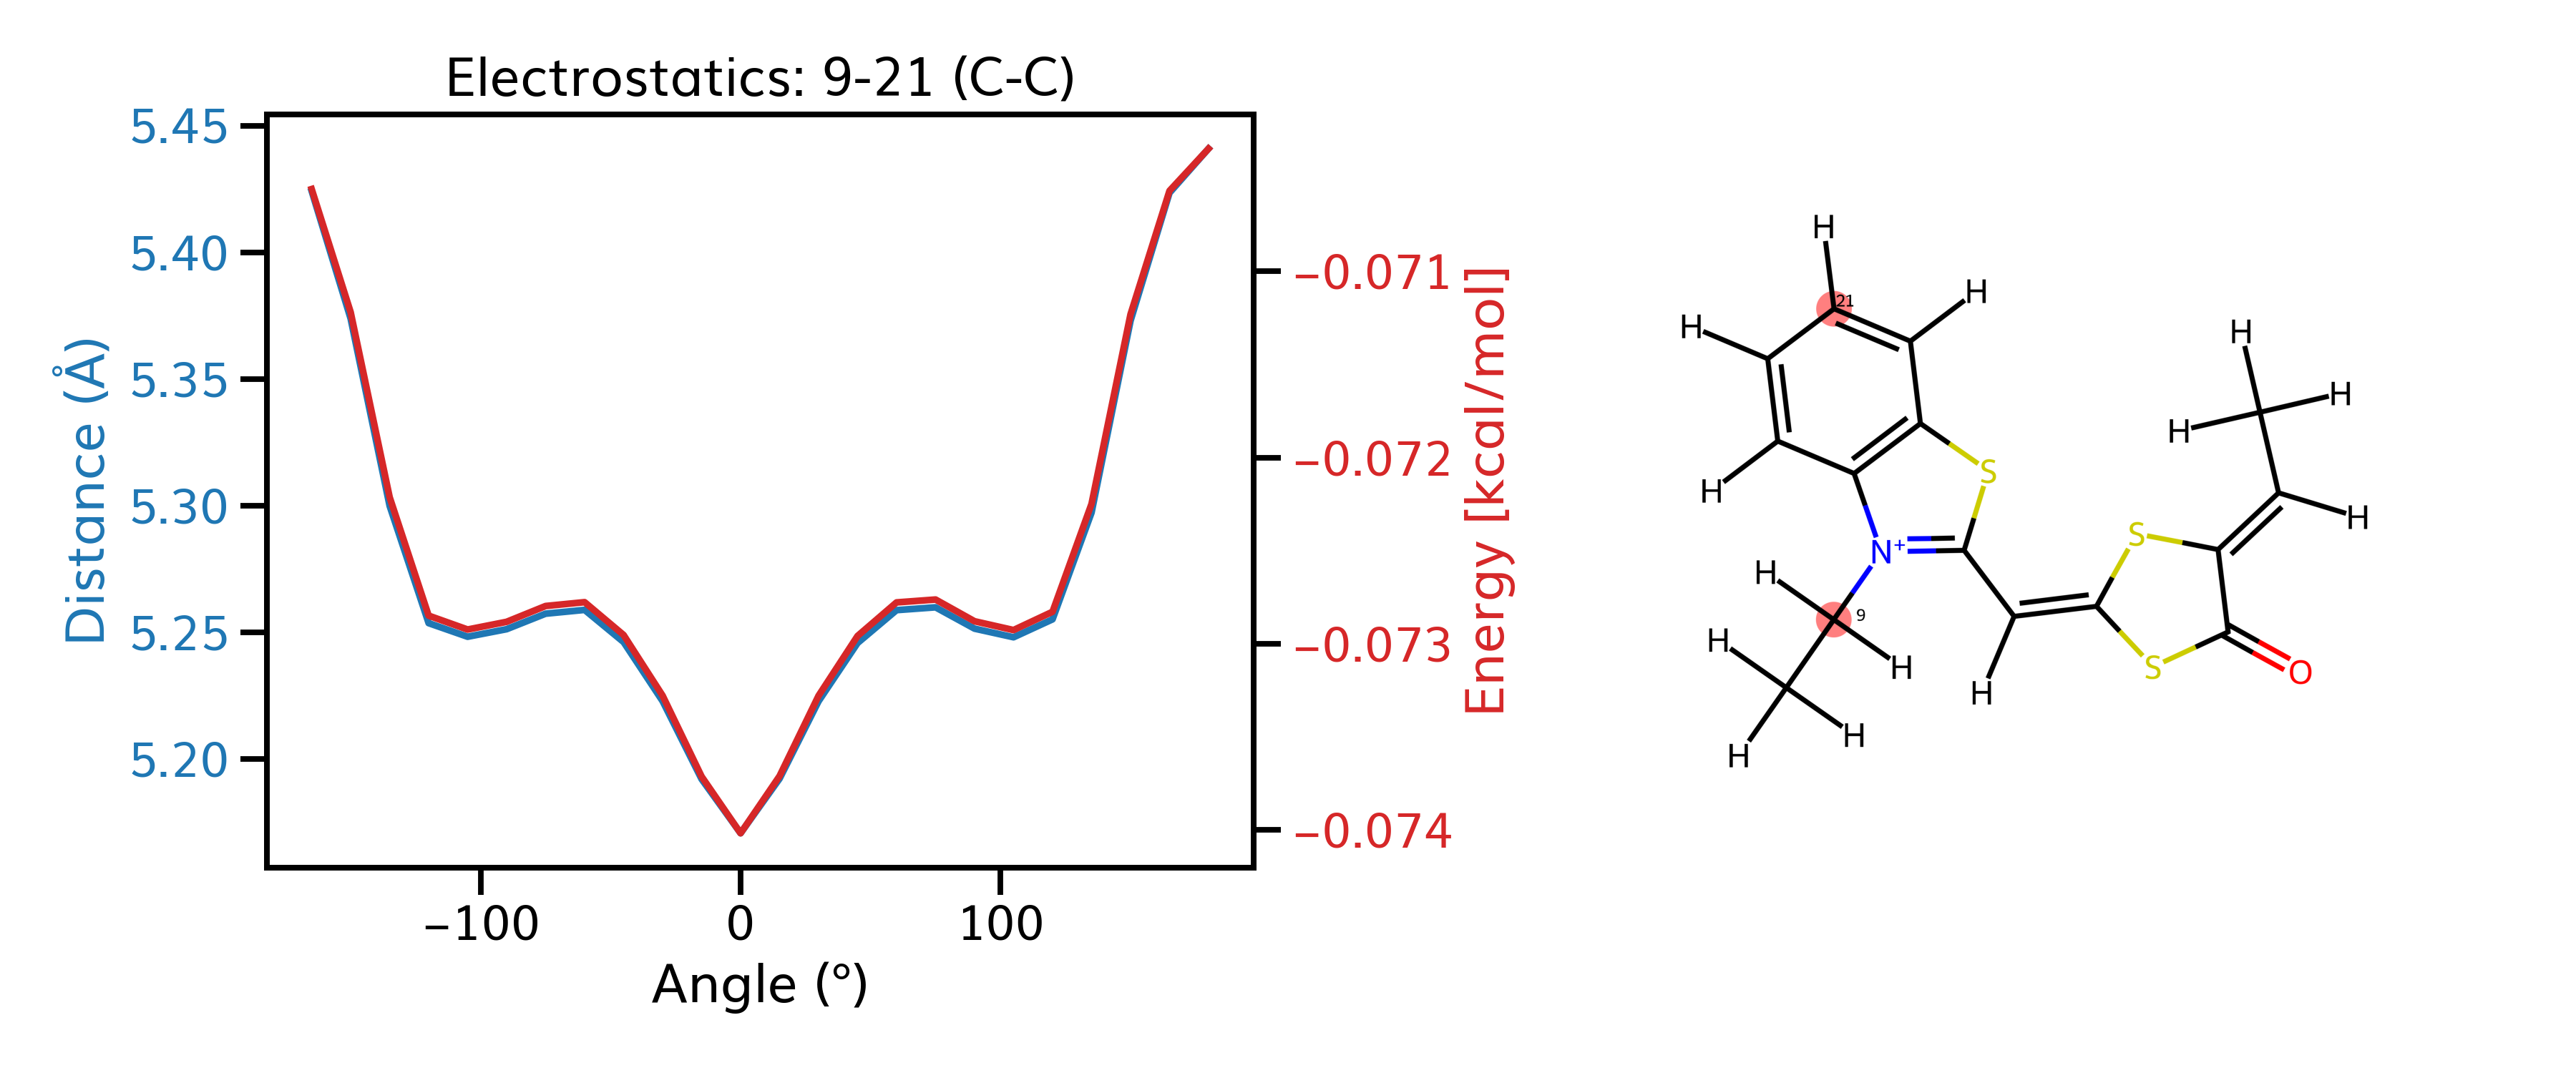 Electrostatics: 9-21 (C-C)
5.45
5.40
5.35
5.30
5.25
5.20
Distance (Å)
−0.071
−0.072
−0.073
−0.074
Energy [kcal/mol]
−100
0
100
Angle (°)
H
21
H
H
H
H
H
H
S
H
H
N+
S
H
9
H
H
S
O
H
H
H